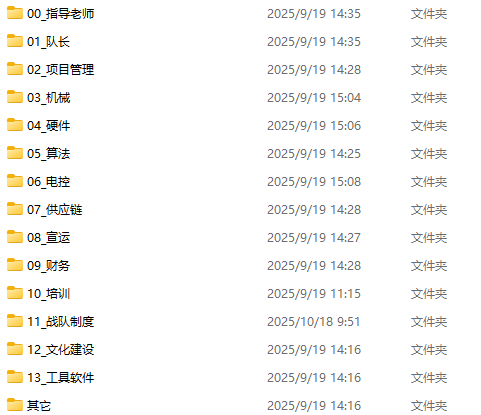 00_指导老师 2025/9/19 14:35 文件夹
01_队长 2025/9/19 14:35 文件夹
02_项目管理 2025/9/19 14:28 文件夹
03_机械 2025/9/19 15:04 文件夹
04_硬件 2025/9/19 15:06 文件夹
05_算法 2025/9/19 14:25 文件夹
06_电控 2025/9/19 15:08 文件夹
07_供应链 2025/9/19 14:28 文件夹
08_宣运 2025/9/19 14:27 文件夹
09_财务 2025/9/19 14:28 文件夹
10_培训 2025/9/19 11:15 文件夹
11_战队制度 2025/10/18 9:51 文件夹
12_文化建设 2025/9/19 14:16 文件夹
13_工具软件 2025/9/19 14:16 文件夹
其它 2025/9/19 14:16 文件夹